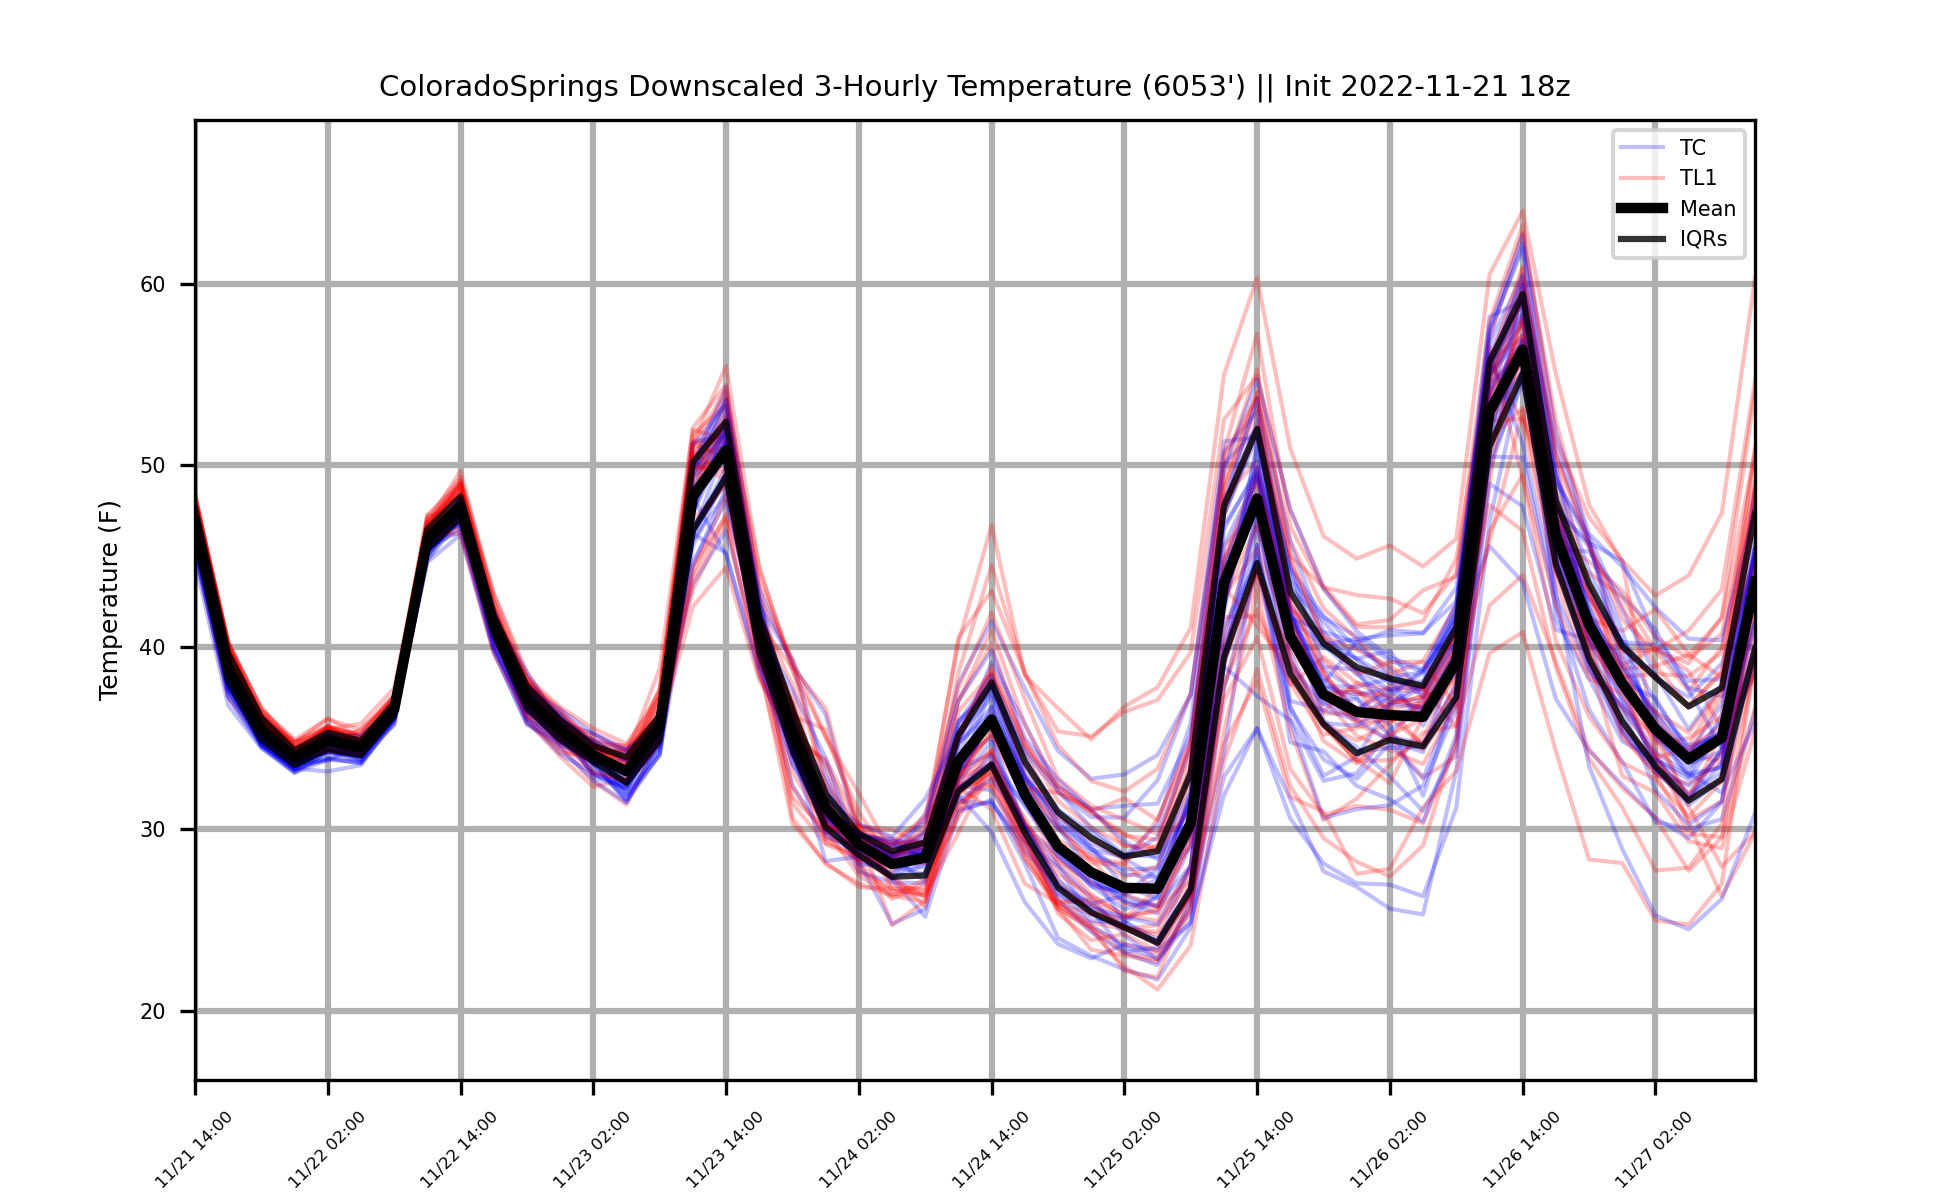 ColoradoSprings Downscaled 3-Hourly Temperature (6053') || Init 2022-11-21 18z
TC
TL1
Mean
IQRs
Temperature (F)
60
50
40
30
20
11/21 14:00
11/22 02:00
11/22 14:00
11/23 02:00
11/23 14:00
11/24 02:00
11/24 14:00
11/25 02:00
11/25 14:00
11/26 02:00
11/26 14:00
11/27 02:00